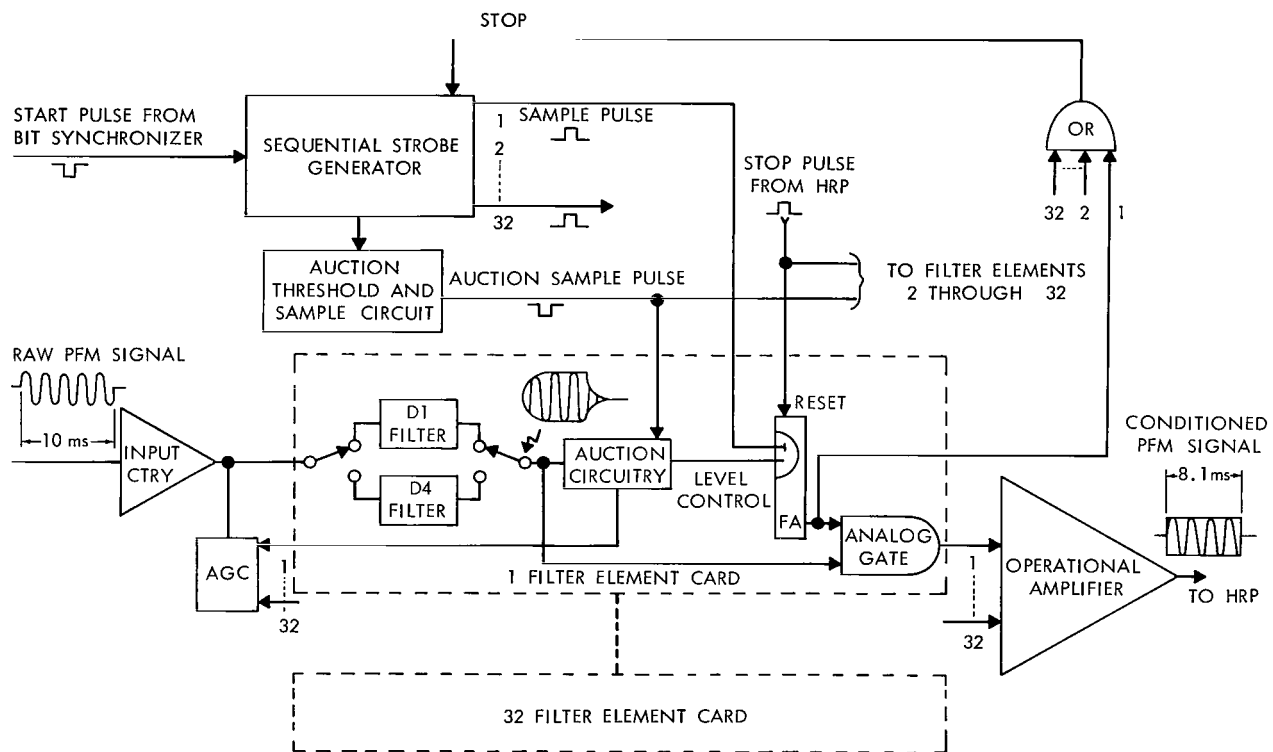 STOP
START PULSE FROM
BIT SYNCHRONIZER
SEQUENTIAL STROBE
GENERATOR
1 SAMPLE PULSE
2
32
STOP PULSE
FROM HRP
OR
32 2 1
AUCTION
THRESHOLD AND
SAMPLE CIRCUIT
AUCTION SAMPLE PULSE
TO FILTER ELEMENTS
2 THROUGH 32
RAW PFM SIGNAL
10 ms
INPUT
CTRY
D1
FILTER
D4
FILTER
AUCTION
CIRCUITRY
LEVEL
CONTROL
RESET
FA
ANALOG
GATE
CONDITIONED
PFM SIGNAL
8.1ms
AGC
1
32
1 FILTER ELEMENT CARD
1
32
OPERATIONAL
AMPLIFIER
TO HRP
32 FILTER ELEMENT CARD